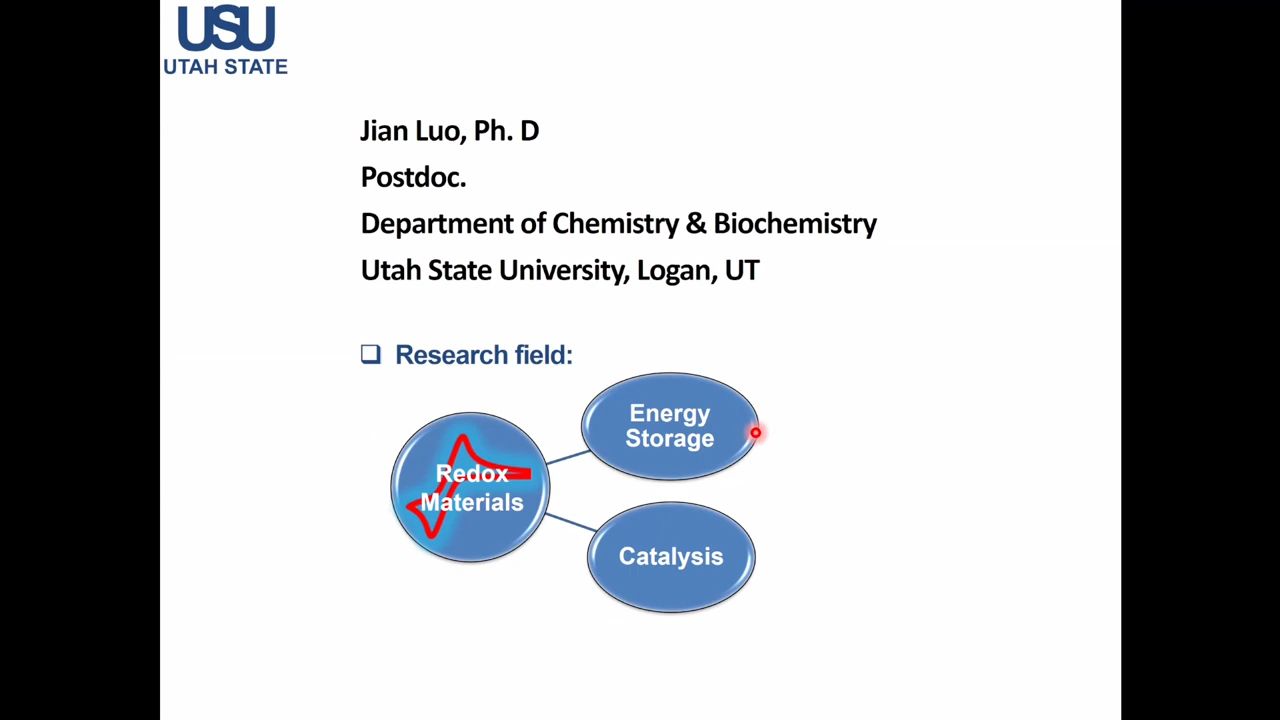 USU
UTAH STATE
Jian Luo, Ph. D
Postdoc.
Department of Chemistry & Biochemistry
Utah State University, Logan, UT
Research field:
Energy
Storage
Redox
Materials
Catalysis